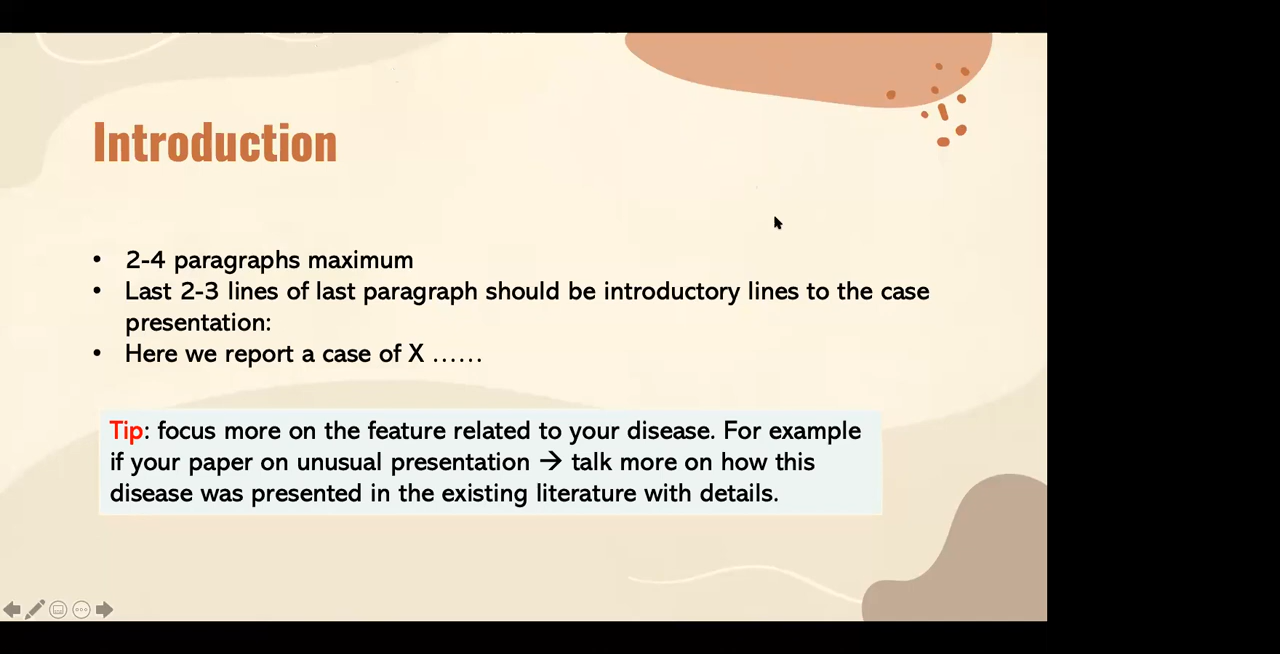 Introduction
• 2-4 paragraphs maximum
• Last 2-3 lines of last paragraph should be introductory lines to the case
presentation:
• Here we report a case of X ......
Tip: focus more on the feature related to your disease. For example
if your paper on unusual presentation → talk more on how this
disease was presented in the existing literature with details.